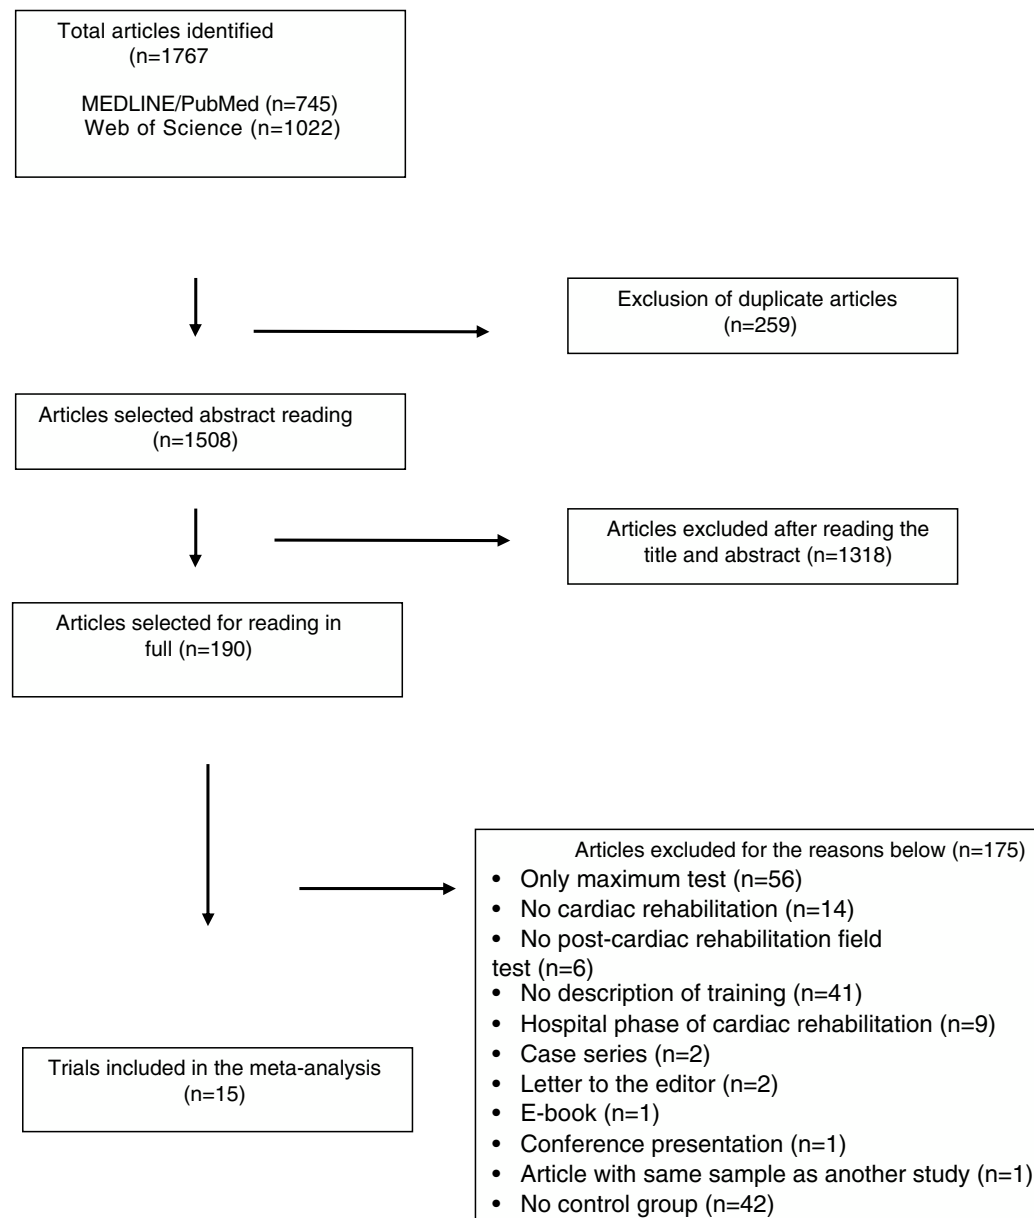 Total articles identified
(n=1767
MEDLINE/PubMed (n=745)
Web of Science (n=1022)
Exclusion of duplicate articles
(n=259)
Articles selected abstract reading
(n=1508)
Articles excluded after reading the
title and abstract (n=1318)
Articles selected for reading in
full (n=190)
Articles excluded for the reasons below (n=175)
• Only maximum test (n=56)
• No cardiac rehabilitation (n=14)
• No post-cardiac rehabilitation field
test (n=6)
• No description of training (n=41)
• Hospital phase of cardiac rehabilitation (n=9)
• Case series (n=2)
• Letter to the editor (n=2)
• E-book (n=1)
• Conference presentation (n=1)
• Article with same sample as another study (n=1)
• No control group (n=42)
Trials included in the meta-analysis
(n=15)